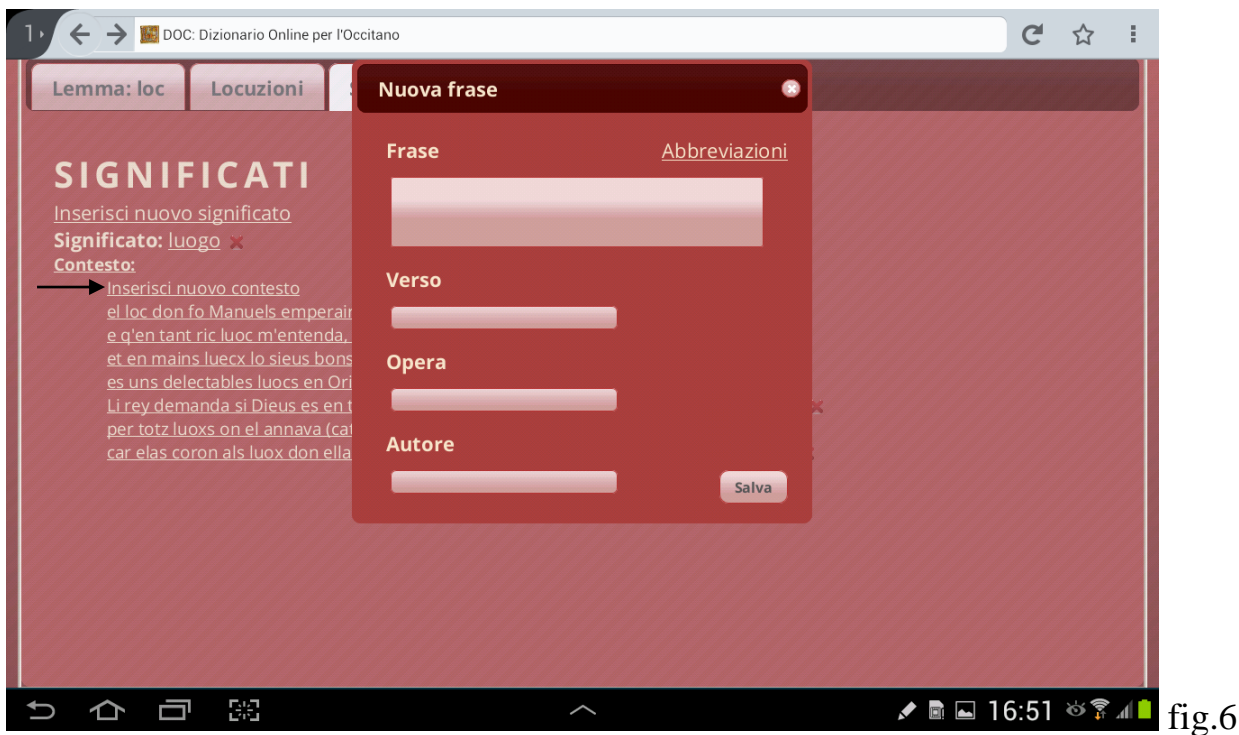 1
DOC: Dizionario Online per l'Occitano
Lemma: loc
Locuzioni
Nuova frase
Frase
Abbreviazioni
SIGNIFICATI
Inserisci nuovo significato
Significato: luogo
Contesto:
Inserisci nuovo contesto
el loc don fo Manuels emperair
e q'en tant ric luoc m'entenda,
et en mains luecx lo sieus bons
es uns delectables luocs en Ori
Li rey demanda si Dieus es en t
per totz luoxs on el annava (cat
car elas coron als luox don ella
Verso
Opera
Autore
Salva
16:51
fig.6